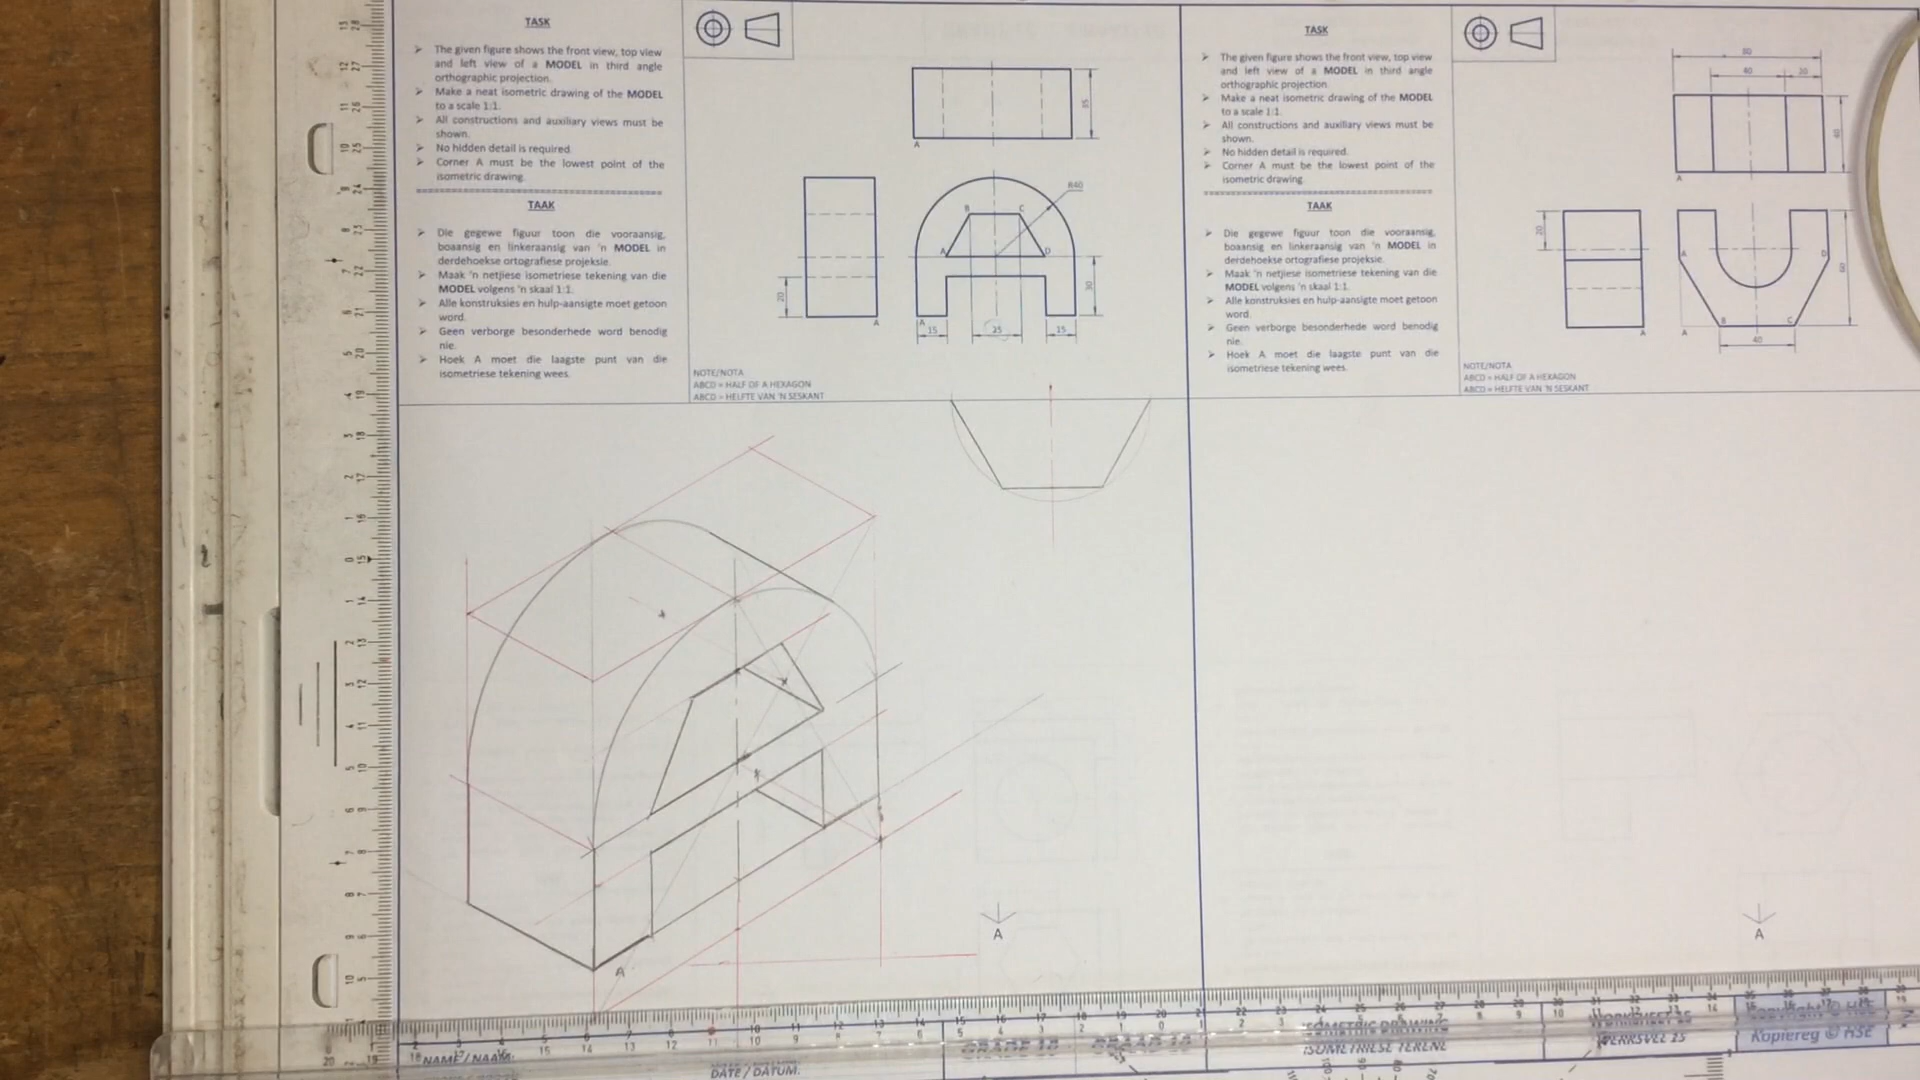 TASK
➢ The given figure shows the front view, top view
and left view of a MODEL in third angle
orthographic projection.
➢ Make a neat isometric drawing of the MODEL
to a scale 1:1.
➢ All constructions and auxiliary views must be
shown.
➢ No hidden detail is required.
➢ Corner A must be the lowest point of the
isometric drawing.
TAAK
➢ Die gegewe figuur toon die vooraansig,
boaansig en linkeraansig van 'n MODEL in
derdehoekse ortografiese projeksie.
➢ Maak 'n netjiese isometriese tekening van die
MODEL volgens 'n skaal 1:1.
➢ Alle konstruksies en hulp-aansigte moet getoon
word.
➢ Geen verborge besonderhede word benodig
nie.
➢ Hoek A moet die laagste punt van die
isometriese tekening wees.
35
A
R40
B C
A D
20
30
A
A
15 25 15
NOTE/NOTA
ABCD = HALF OF A HEXAGON
ABCD = HELFTE VAN 'N SESKANT
A
A
TASK
➢ The given figure shows the front view, top view
and left view of a MODEL in third angle
orthographic projection.
➢ Make a neat isometric drawing of the MODEL
to a scale 1:1.
➢ All constructions and auxiliary views must be
shown.
➢ No hidden detail is required.
➢ Corner A must be the lowest point of the
isometric drawing.
TAAK
➢ Die gegewe figuur toon die vooraansig,
boaansig en linkeraansig van 'n MODEL in
derdehoekse ortografiese projeksie.
➢ Maak 'n netjiese isometriese tekening van die
MODEL volgens 'n skaal 1:1.
➢ Alle konstruksies en hulp-aansigte moet getoon
word.
➢ Geen verborge besonderhede word benodig
nie.
➢ Hoek A moet die laagste punt van die
isometriese tekening wees.
80
40 20
40
A
20
A D
60
B C
A
A
40
NOTE/NOTA
ABCD = HALF OF A HEXAGON
ABCD = HELFTE VAN 'N SESKANT
A
NAME / NAAM:
DATE / DATUM:
GRADE 10 - GRAAD 10
ISOMETRIC DRAWING
ISOMETRIESE TEKENE
Kopiereg © HSE